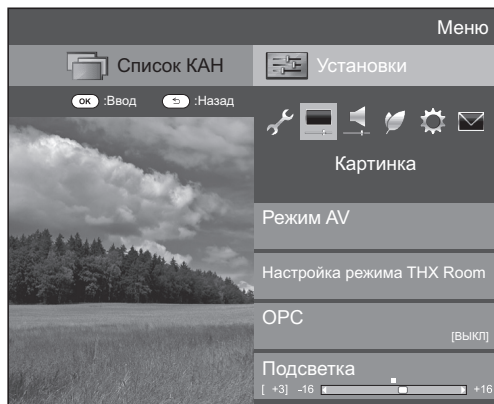 Меню
Список КАН
Установки
OK :Ввод :Назад
Картинка
Режим AV
Настройка режима THX Room
OPC
[ВЫКЛ]
Подсветка
[ +3] -16 +16